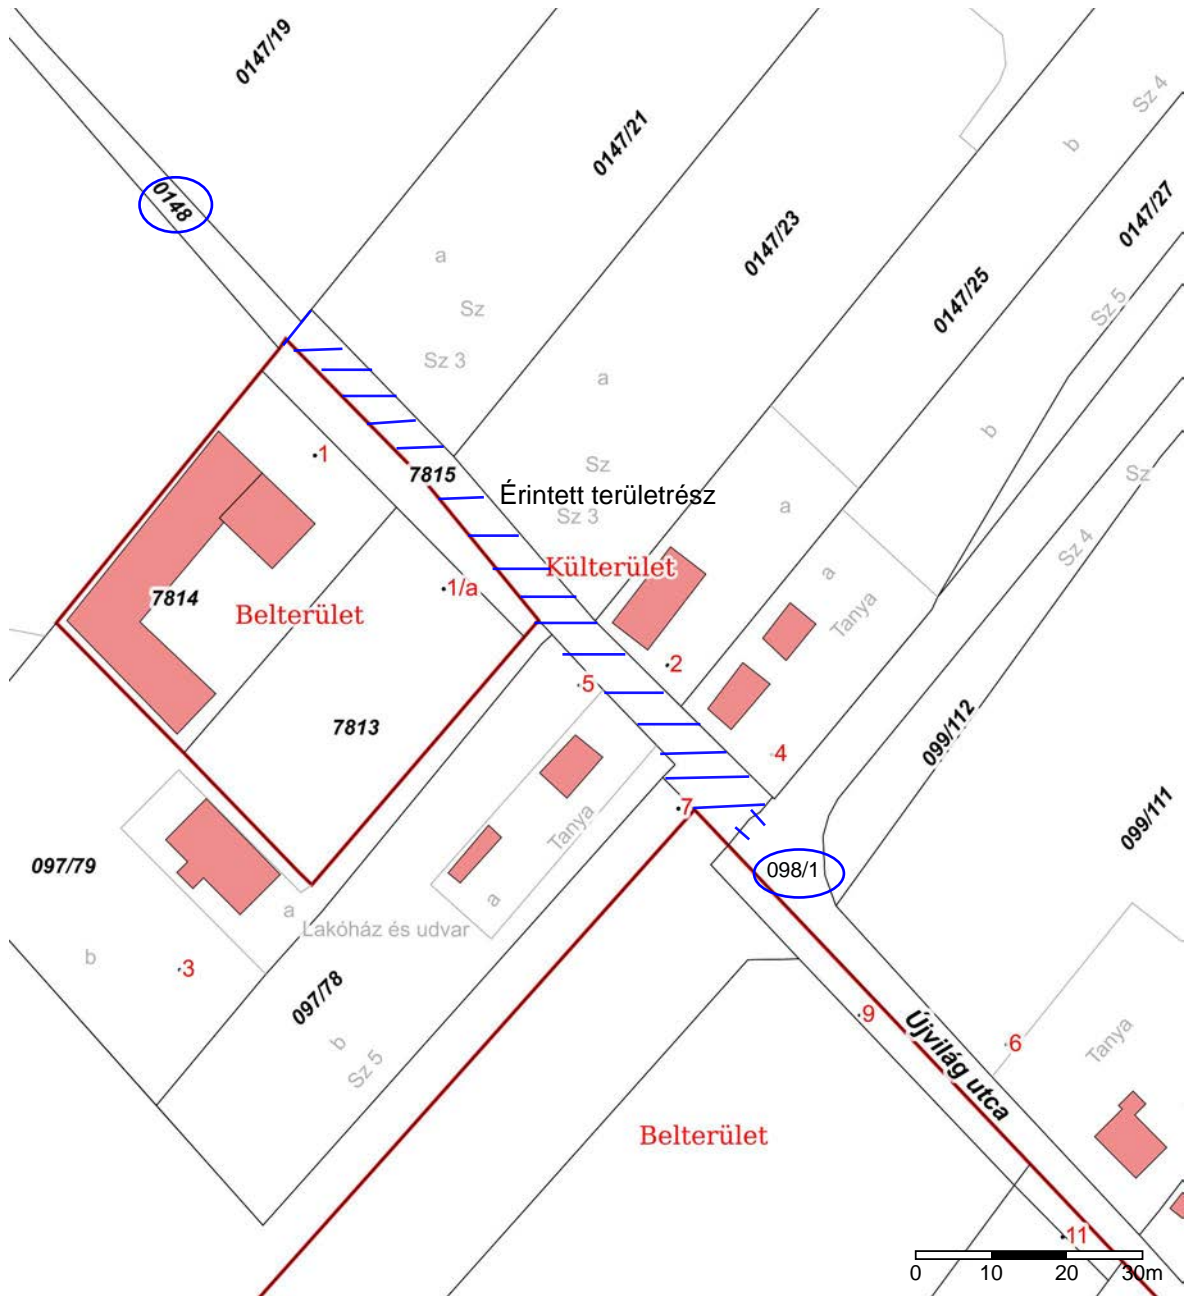 0147/19
0147/21
Sz 4
b
0148
0147/27
0147/23
a
0147/25
Sz
Sz 5
Sz 3
a
b
1
Sz
7815
Sz
Érintett területrész
a
Sz 3
Sz 4
Külterület
a
1/a
7814
Belterület
Tanya
2
5
7813
099/112
4
7
099/111
Tanya
097/79
098/1
a
a
Lakóház és udvar
b
3
097/78
9
Újvilág utca
b
6
Tanya
Sz 5
Belterület
11
0 10 20 30m